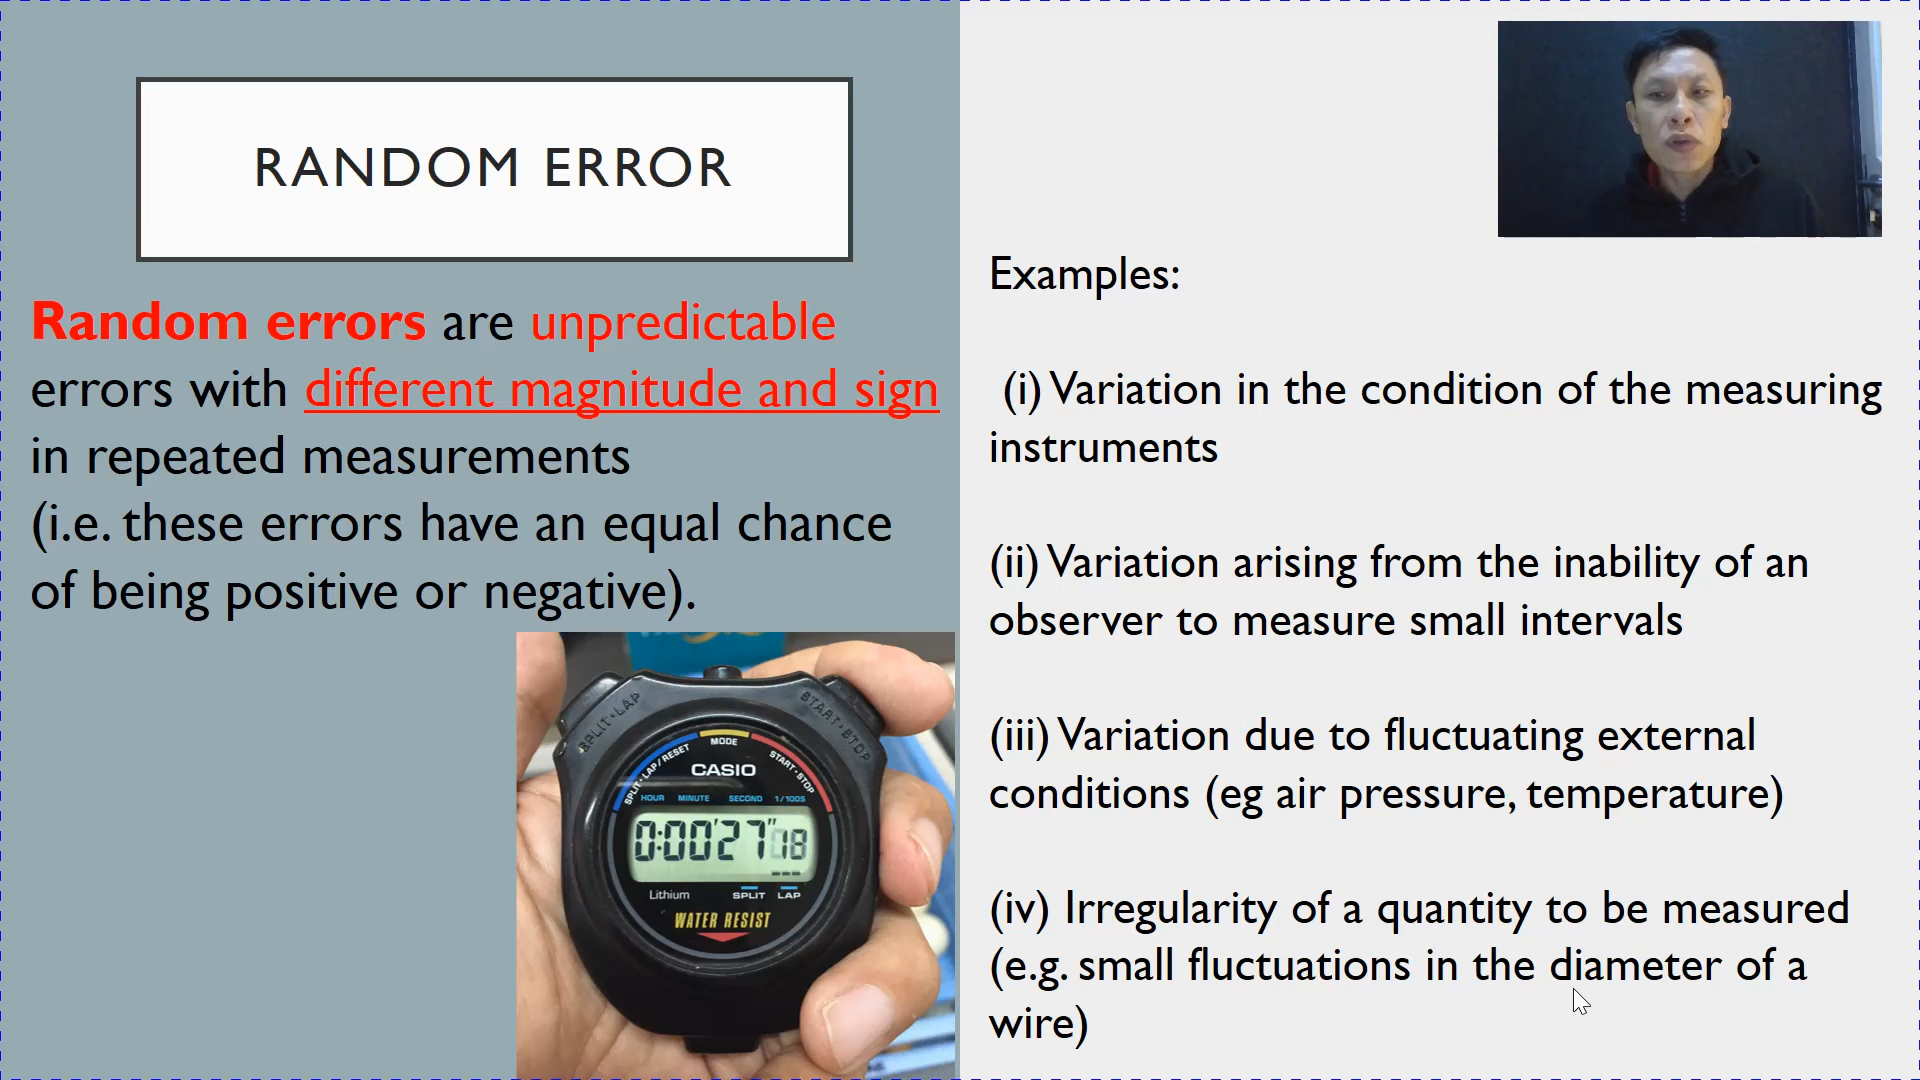 RANDOM ERROR
Random errors are unpredictable
errors with different magnitude and sign
in repeated measurements
(i.e. these errors have an equal chance
of being positive or negative).
SPLIT•LAP
START•STOP
SPLIT•LAP/RESET
MODE
START•STOP
CASIO
HOUR MINUTE SECOND 1/100S
0:00'27"18
Lithium SPLIT LAP
WATER RESIST
Examples:
(i) Variation in the condition of the measuring
instruments
(ii) Variation arising from the inability of an
observer to measure small intervals
(iii) Variation due to fluctuating external
conditions (eg air pressure, temperature)
(iv) Irregularity of a quantity to be measured
(e.g. small fluctuations in the diameter of a
wire)